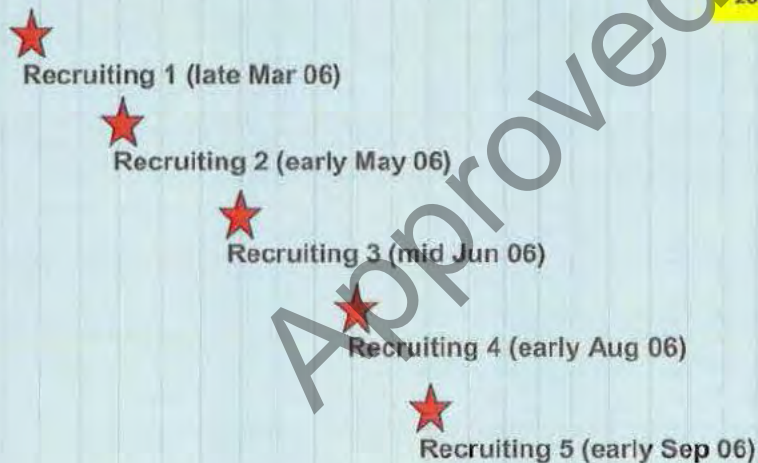 Recruiting 1 (late Mar 06)
Recruiting 2 (early May 06)
Recruiting 3 (mid Jun 06)
Recruiting 4 (early Aug 06)
Recruiting 5 (early Sep 06)
Approved